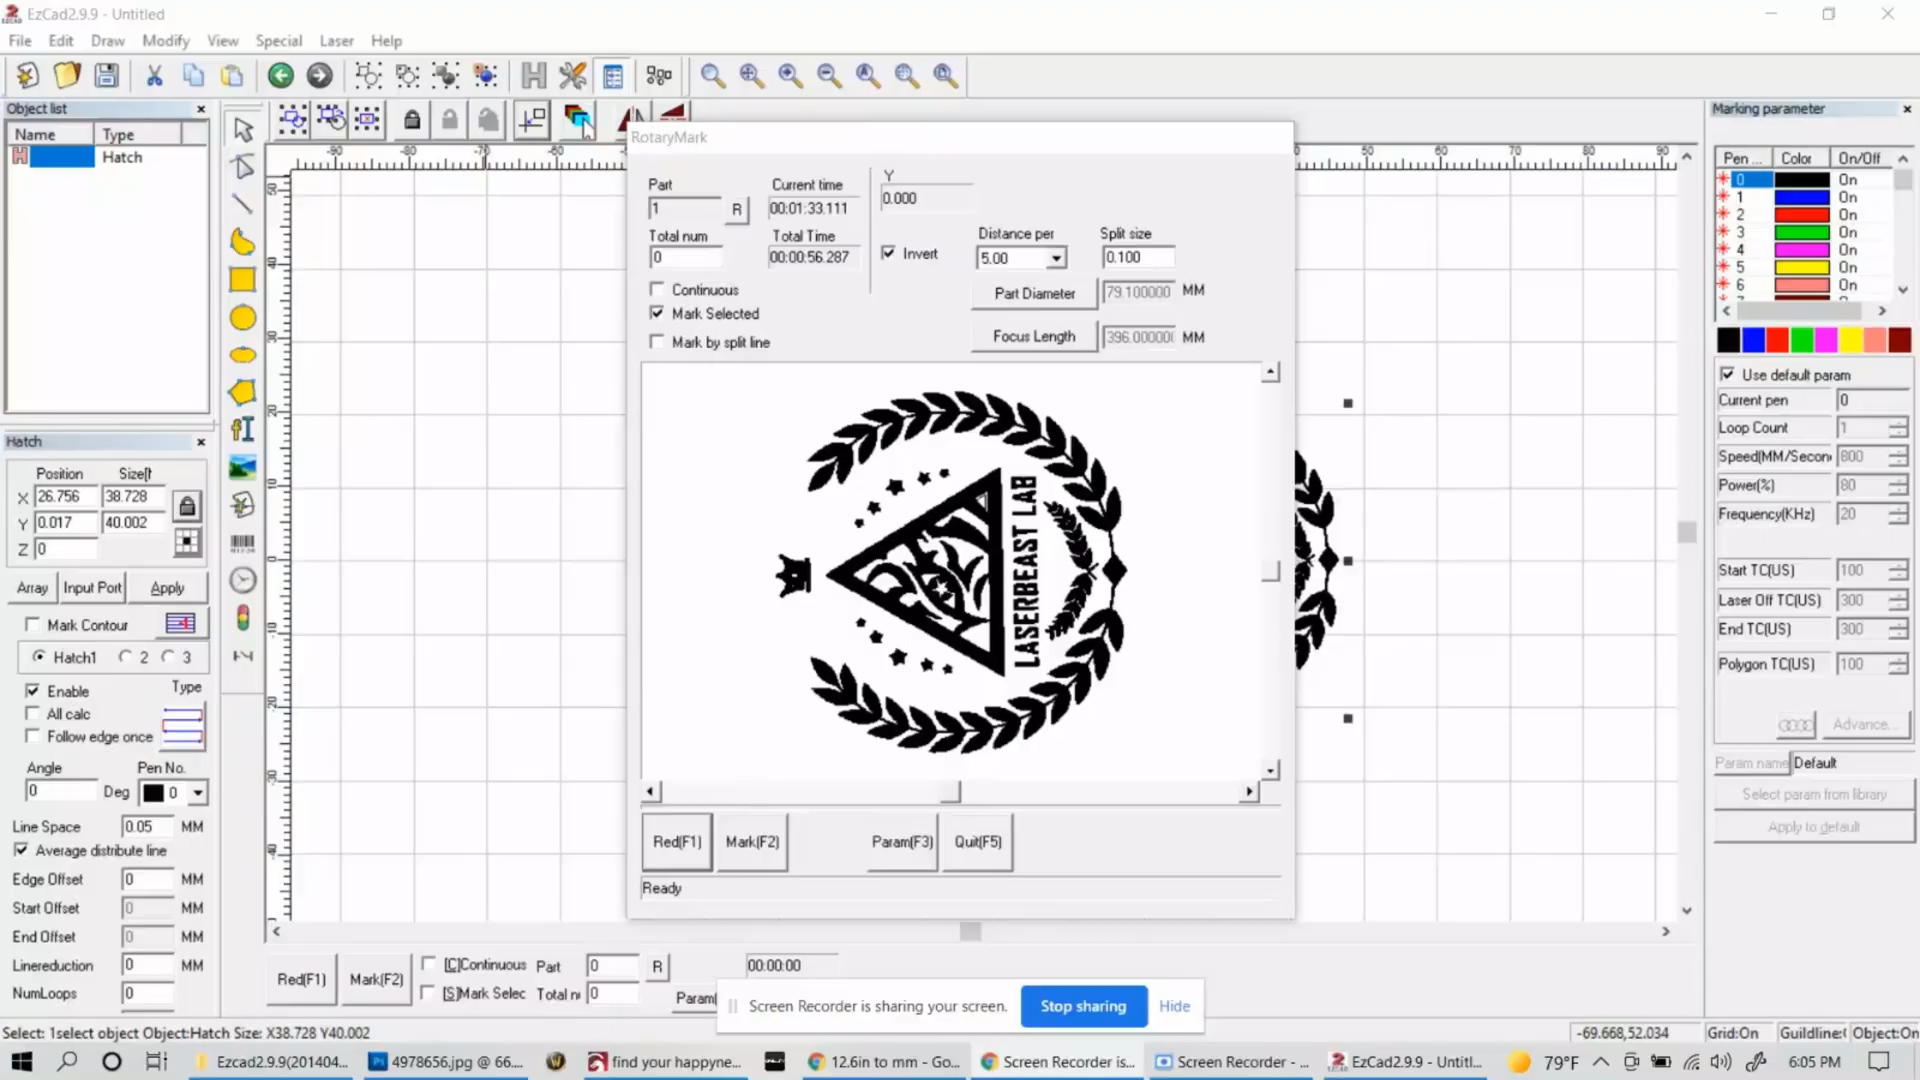 EzCad2.9.9 - Untitled
File Edit Draw Modify View Special Laser Help
Object list
Name Type
Hatch
Hatch
Position Size[
X 26.756 38.728
Y 0.017 40.002
Z 0
Array Input Port Apply
Mark Contour
Hatch1 2 3
Enable Type
All calc
Follow edge once
Angle Pen No.
0 Deg 0
Line Space 0.05 MM
Average distribute line
Edge Offset 0 MM
Start Offset 0 MM
End Offset 0 MM
Linereduction 0 MM
NumLoops 0
-90 -80 -70 -60 50 60 70 80 90
RotaryMark
Part Current time Y
1 R 00:01:33.111 0.000
Total num Total Time Distance per Split size
0 00:00:56.287 Invert 5.00 0.100
Continuous
Part Diameter 79.100000 MM
Mark Selected
Mark by split line
Focus Length 396.00000 MM
LASERBEAST LAB
Red(F1) Mark(F2) Param(F3) Quit(F5)
Ready
Red(F1) Mark(F2) [C]Continuous Part 0 R 00:00:00
[S]Mark Selec Total n 0 Param(
Screen Recorder is sharing your screen. Stop sharing Hide
Marking parameter
Pen ... Color On/Off
0 On
1 On
2 On
3 On
4 On
5 On
6 On
Use default param
Current pen 0
Loop Count 1
Speed(MM/Secon 800
Power(%) 80
Frequency(KHz) 20
Start TC(US) 100
Laser Off TC(US) 300
End TC(US) 300
Polygon TC(US) 100
Advance...
Param name Default
Select param from library
Apply to default
Select: 1select object Object:Hatch Size: X38.728 Y40.002 -69.668,52.034 Grid:On Guildline: Object:On
Ezcad2.9.9(201404... 4978656.jpg @ 66.... find your happyne... 12.6in to mm - Go... Screen Recorder is... Screen Recorder - ... EzCad2.9.9 - Untitl... 79°F 6:05 PM